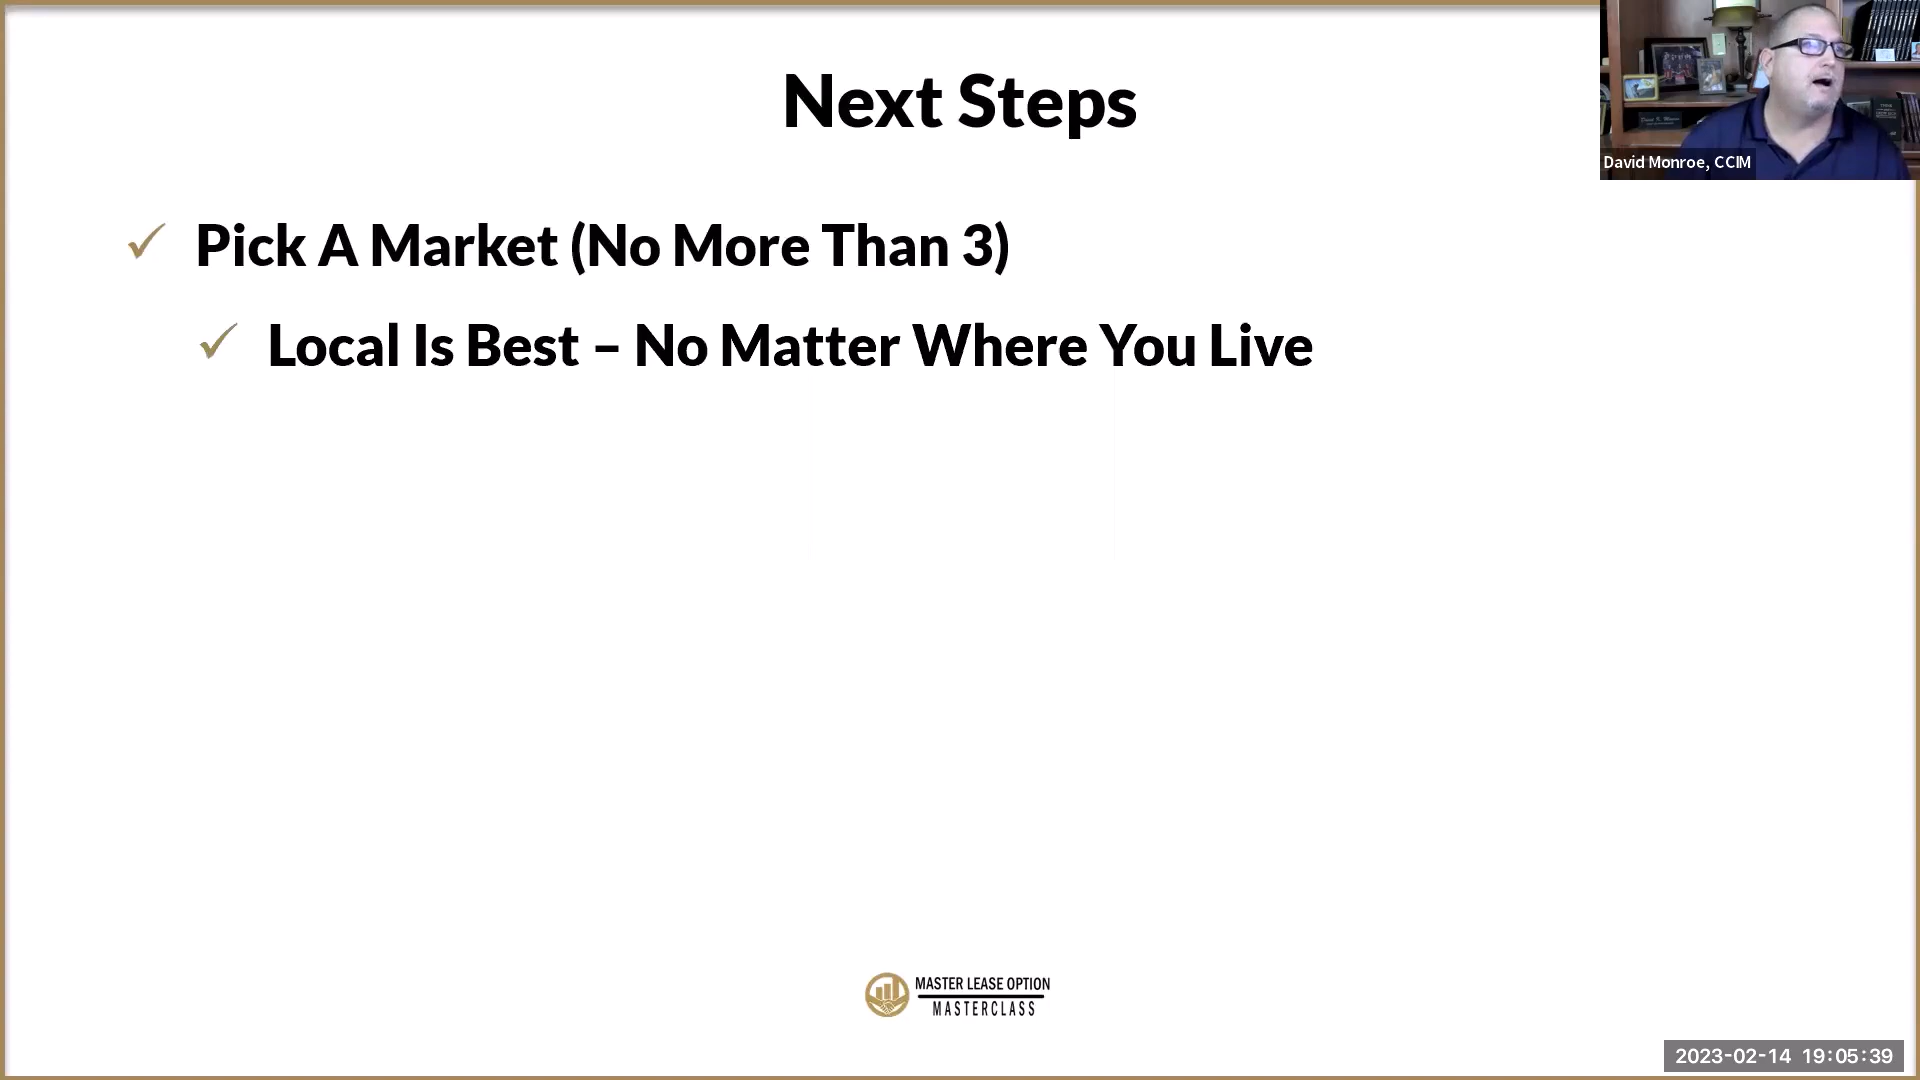 Next Steps
Pick A Market (No More Than 3)
Local Is Best – No Matter Where You Live
David Monroe, CCIM
MASTER LEASE OPTION
MASTERCLASS
2023-02-14 19:05:39